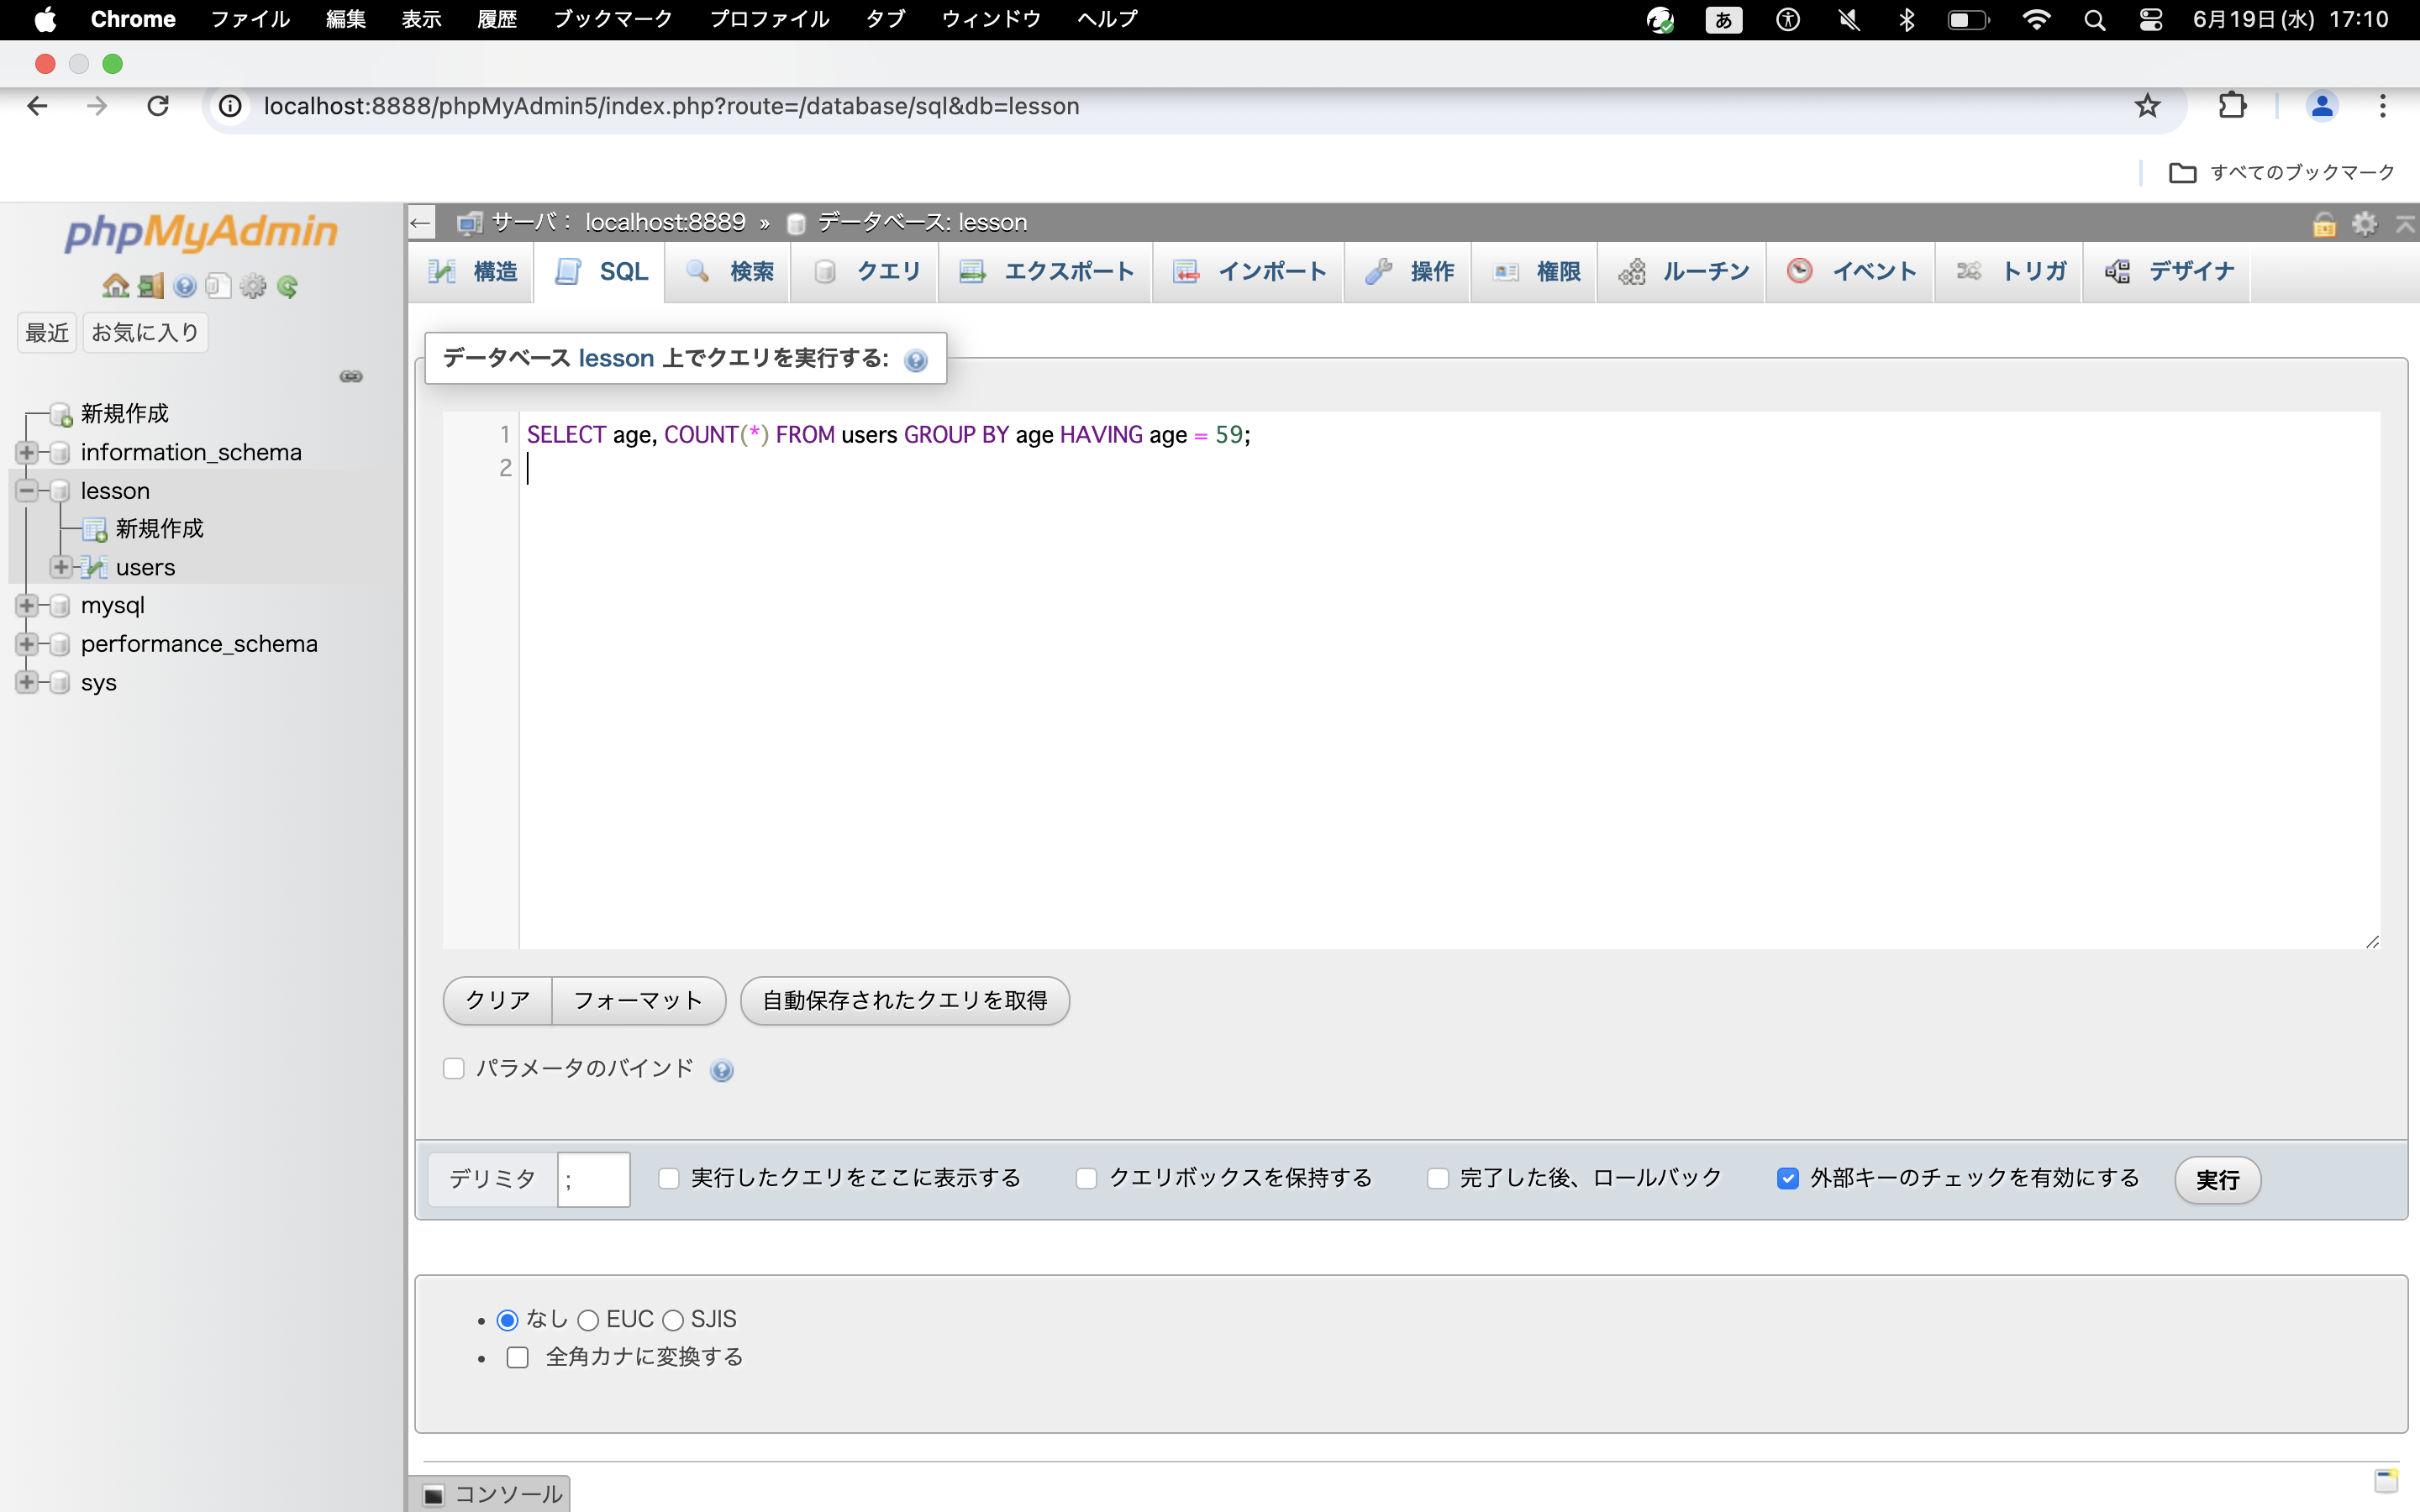 Chrome ファイル 編集 表示 履歴 ブックマーク プロファイル タブ ウィンドウ ヘルプ あ 6月19日(水) 17:10
localhost:8888/phpMyAdmin5/index.php?route=/database/sql&db=lesson
すべてのブックマーク
phpMyAdmin
最近 お気に入り
新規作成
information_schema
lesson
新規作成
users
mysql
performance_schema
sys
サーバ: localhost:8889 » データベース: lesson
構造 SQL 検索 クエリ エクスポート インポート 操作 権限 ルーチン イベント トリガ デザイナ
データベース lesson 上でクエリを実行する:
1 SELECT age, COUNT(*) FROM users GROUP BY age HAVING age = 59;
2
クリア フォーマット 自動保存されたクエリを取得
パラメータのバインド
デリミタ ; 実行したクエリをここに表示する クエリボックスを保持する 完了した後、ロールバック 外部キーのチェックを有効にする 実行
なし EUC SJIS
全角カナに変換する
コンソール